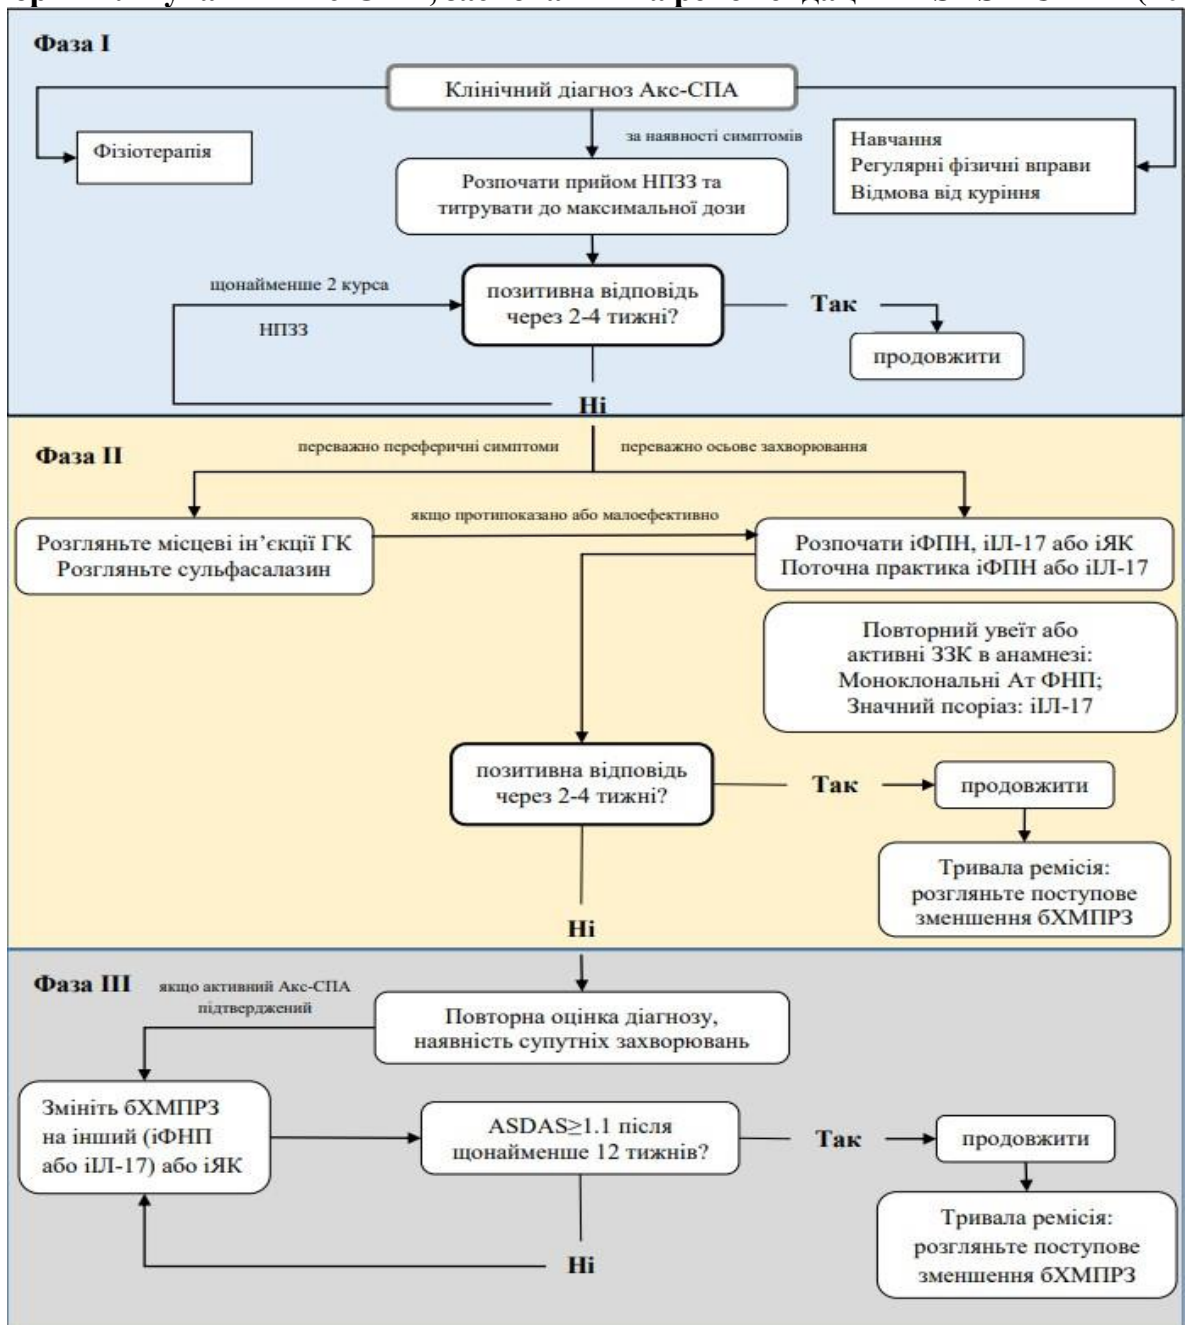 Фаза I
Клінічний діагноз Акс-СПА
за наявності симптомів
Фізіотерапія
Навчання
Регулярні фізичні вправи
Відмова від куріння
Розпочати прийом НПЗЗ та
титрувати до максимальної дози
щонайменше 2 курса
НПЗЗ
позитивна відповідь
через 2-4 тижні?
Так
продовжити
Ні
Фаза II
переважно переферичні симптоми
переважно осьове захворювання
Розгляньте місцеві ін’єкції ГК
Розгляньте сульфасалазин
якщо протипоказано або малоефективно
Розпочати іФПН, іІЛ-17 або іЯК
Поточна практика іФПН або іІЛ-17
Повторний увеїт або
активні ЗЗК в анамнезі:
Моноклональні Ат ФНП;
Значний псоріаз: іІЛ-17
позитивна відповідь
через 2-4 тижні?
Так
продовжити
Тривала ремісія:
розгляньте поступове
зменшення бХМПРЗ
Ні
Фаза III
якщо активний Акс-СПА
підтверджений
Повторна оцінка діагнозу,
наявність супутніх захворювань
Змініть бХМПРЗ
на інший (іФНП
або іІЛ-17) або іЯК
ASDAS≥1.1 після
щонайменше 12 тижнів?
Так
продовжити
Тривала ремісія:
розгляньте поступове
зменшення бХМПРЗ
Ні